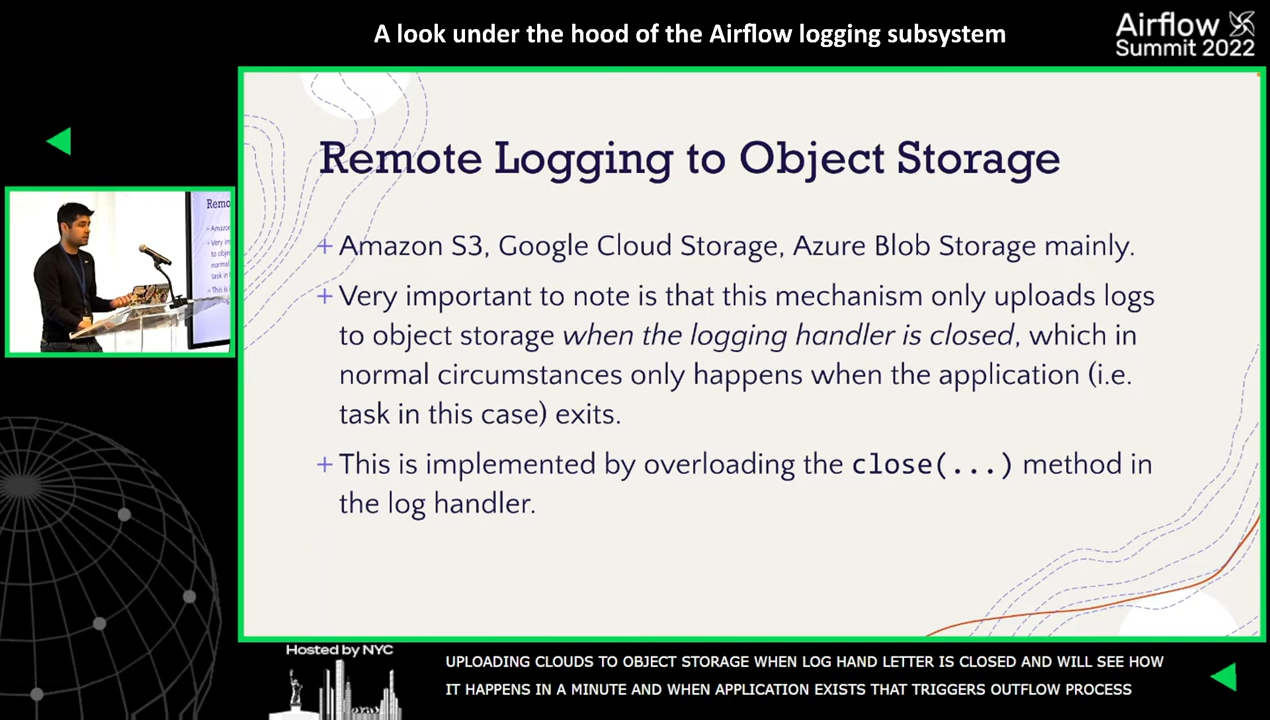 A look under the hood of the Airflow logging subsystem
Airflow
Summit 2022
Remote Logging to Object Storage
+ Amazon S3, Google Cloud Storage, Azure Blob Storage mainly.
+ Very important to note is that this mechanism only uploads logs
to object storage when the logging handler is closed, which in
normal circumstances only happens when the application (i.e.
task in this case) exits.
+ This is implemented by overloading the close(...) method in
the log handler.
Remo
Hosted by NYC
UPLOADING CLOUDS TO OBJECT STORAGE WHEN LOG HAND LETTER IS CLOSED AND WILL SEE HOW
IT HAPPENS IN A MINUTE AND WHEN APPLICATION EXISTS THAT TRIGGERS OUTFLOW PROCESS